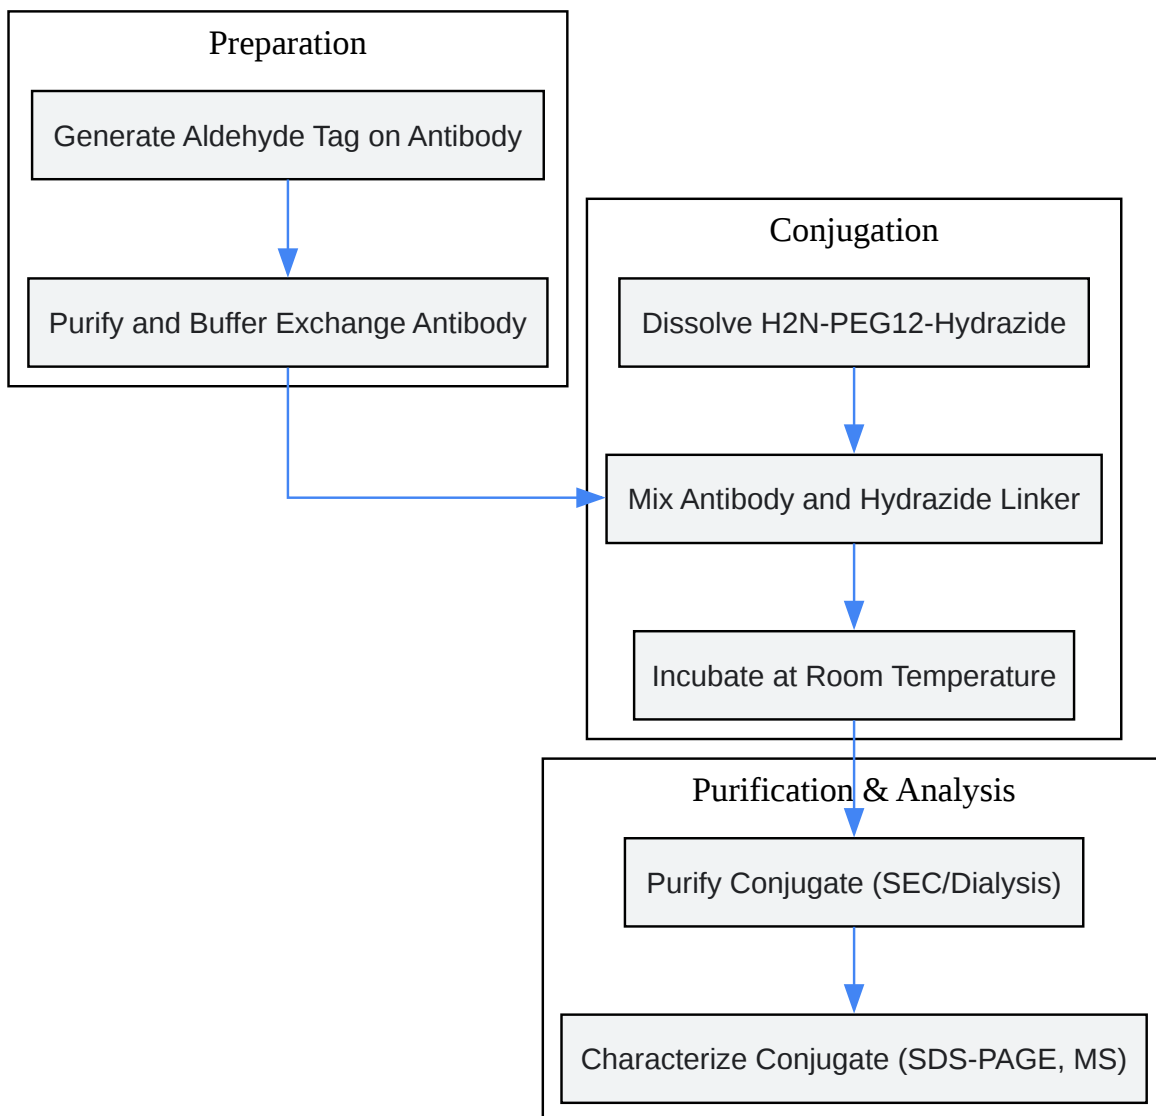 Preparation
Generate Aldehyde Tag on Antibody
Purify and Buffer Exchange Antibody
Conjugation
Dissolve H2N-PEG12-Hydrazide
Mix Antibody and Hydrazide Linker
Incubate at Room Temperature
Purification & Analysis
Purify Conjugate (SEC/Dialysis)
Characterize Conjugate (SDS-PAGE, MS)